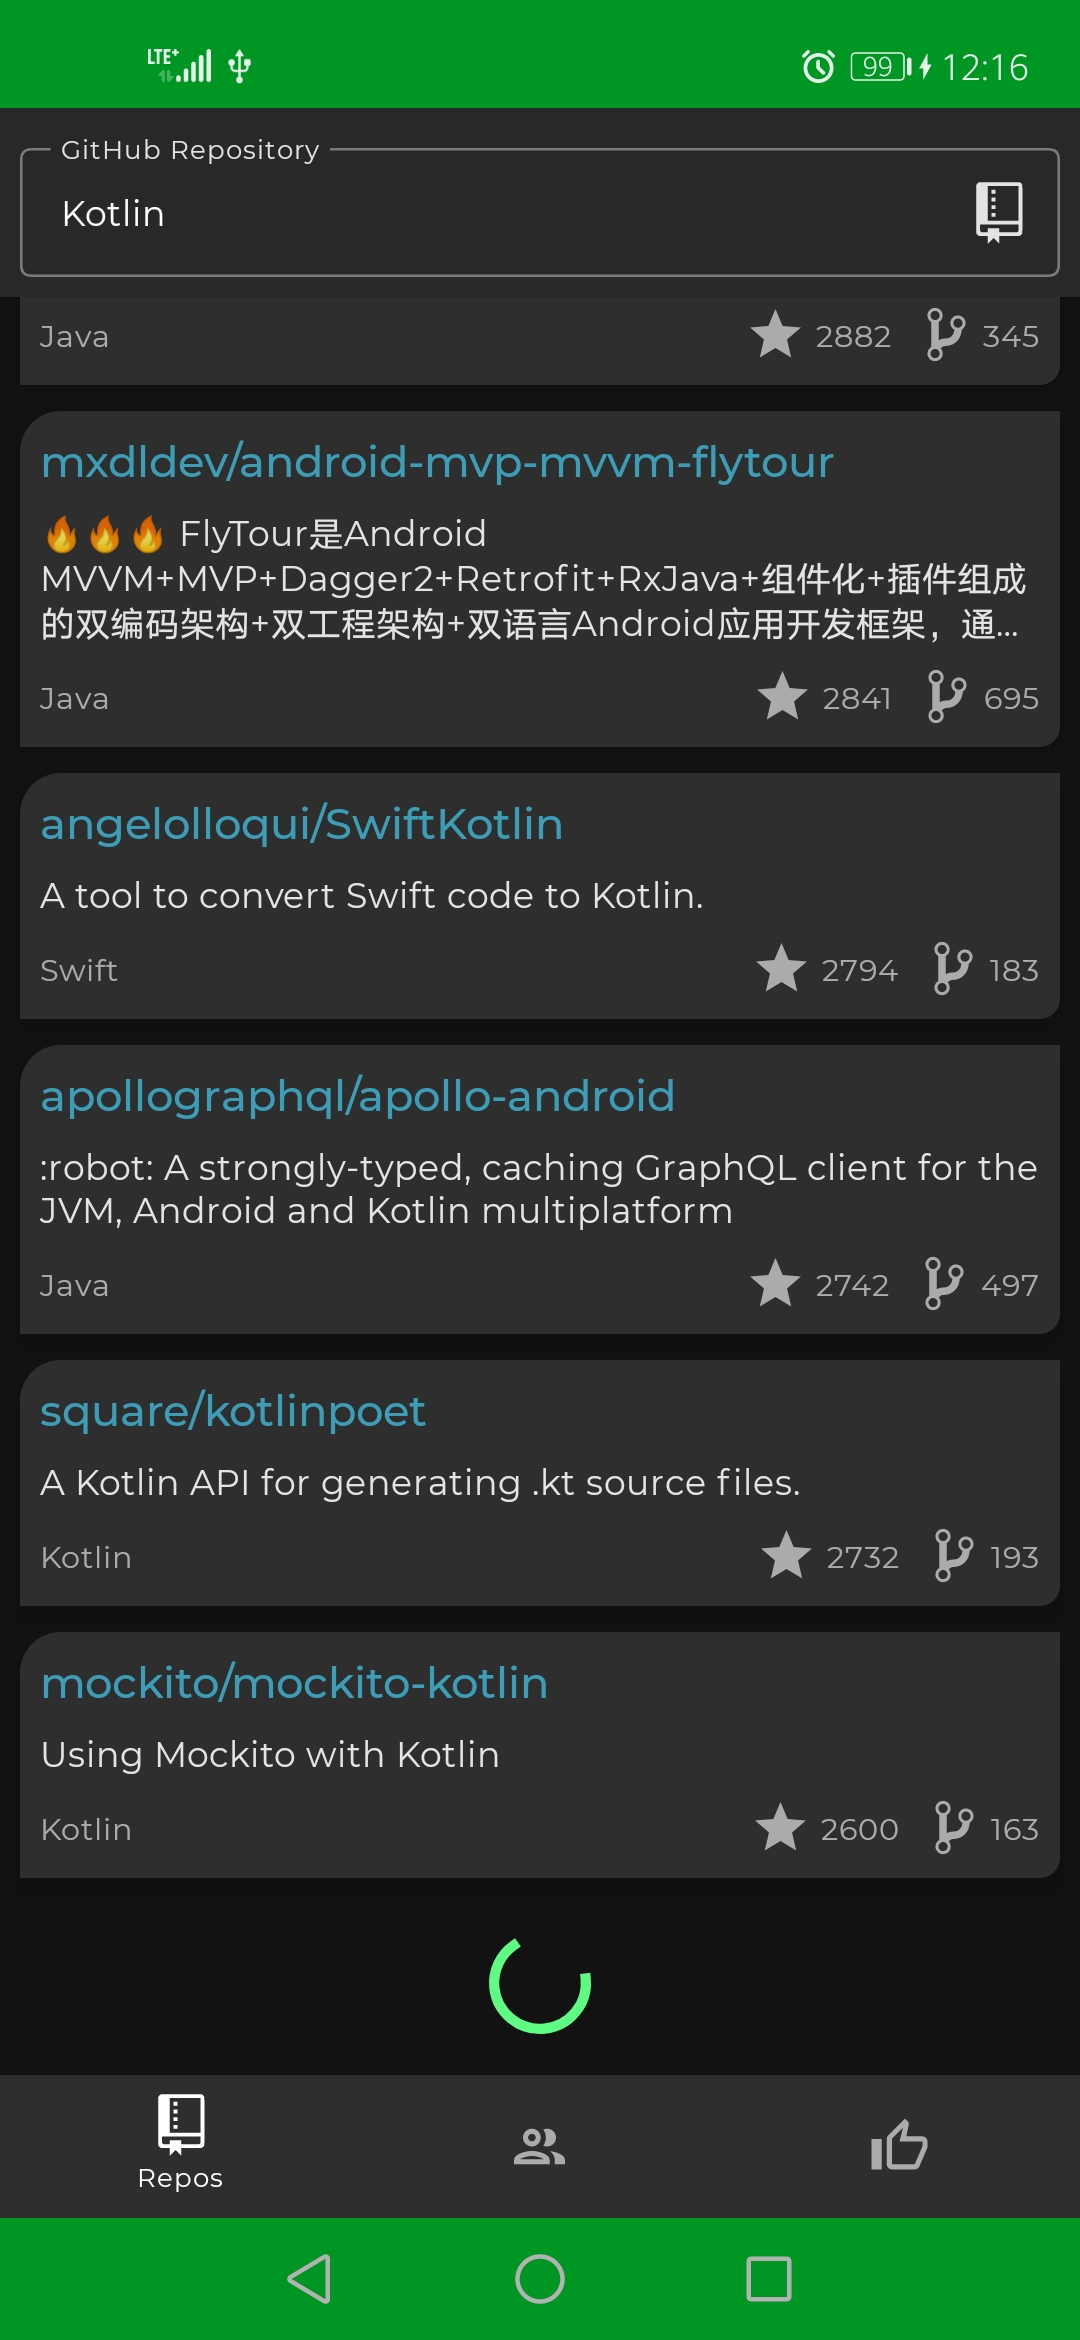 LTE+
99
12:16
GitHub Repository
Kotlin
Java 2882 345
mxdldev/android-mvp-mvvm-flytour
🔥🔥🔥 FlyTour是Android
MVVM+MVP+Dagger2+Retrofit+RxJava+组件化+插件组成
的双编码架构+双工程架构+双语言Android应用开发框架，通...
Java 2841 695
angelolloqui/SwiftKotlin
A tool to convert Swift code to Kotlin.
Swift 2794 183
apollographql/apollo-android
:robot: A strongly-typed, caching GraphQL client for the
JVM, Android and Kotlin multiplatform
Java 2742 497
square/kotlinpoet
A Kotlin API for generating .kt source files.
Kotlin 2732 193
mockito/mockito-kotlin
Using Mockito with Kotlin
Kotlin 2600 163
Repos